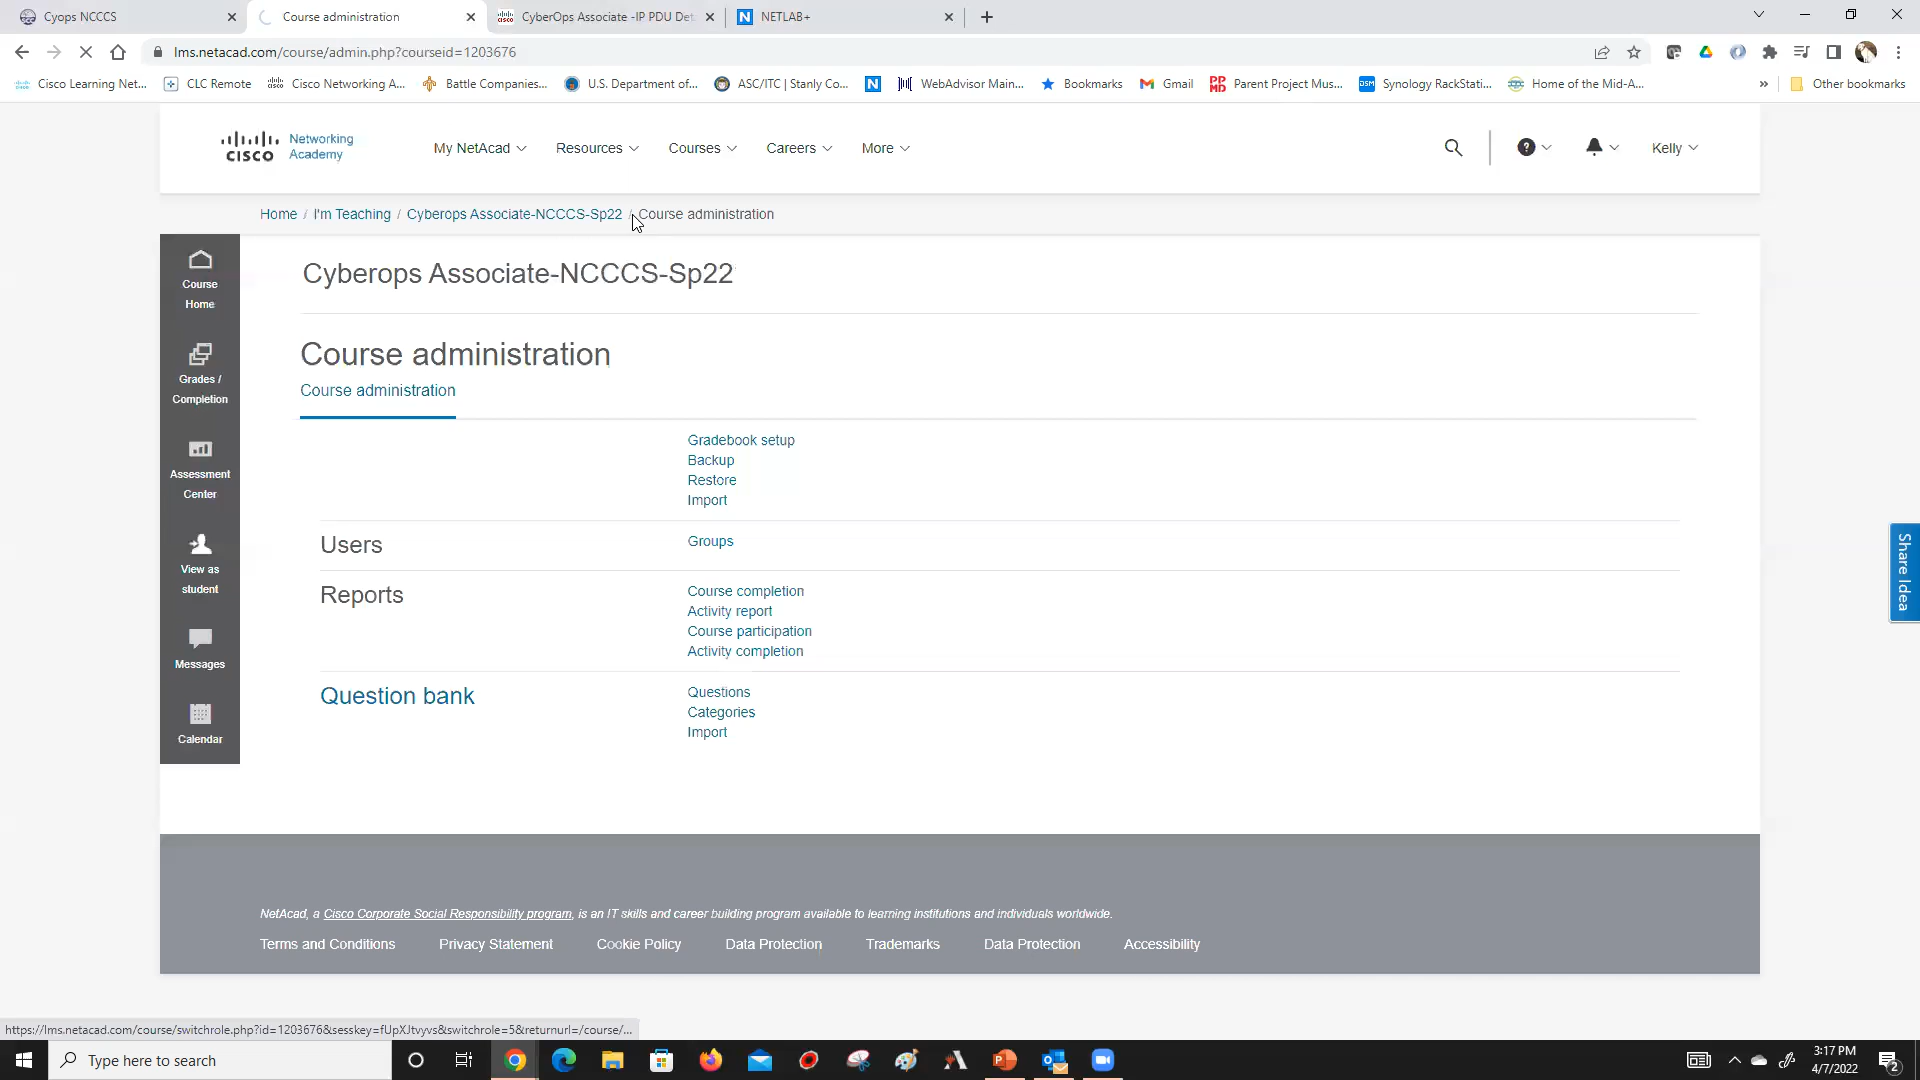 Cyops NCCCS
Course administration
CyberOps Associate -IP PDU Det
NETLAB+
lms.netacad.com/course/admin.php?courseid=1203676
Cisco Learning Net...
CLC Remote
Cisco Networking A...
Battle Companies...
U.S. Department of...
ASC/ITC | Stanly Co...
WebAdvisor Main...
Bookmarks
Gmail
Parent Project Mus...
Synology RackStati...
Home of the Mid-A...
»
Other bookmarks
cisco Networking Academy
My NetAcad
Resources
Courses
Careers
More
Kelly
Home / I'm Teaching / Cyberops Associate-NCCCS-Sp22 / Course administration
Course Home
Grades / Completion
Assessment Center
View as student
Messages
Calendar
Cyberops Associate-NCCCS-Sp22
Course administration
Course administration
Gradebook setup
Backup
Restore
Import
Users
Groups
Reports
Course completion
Activity report
Course participation
Activity completion
Question bank
Questions
Categories
Import
Share Idea
NetAcad, a Cisco Corporate Social Responsibility program, is an IT skills and career building program available to learning institutions and individuals worldwide.
Terms and Conditions
Privacy Statement
Cookie Policy
Data Protection
Trademarks
Data Protection
Accessibility
https://lms.netacad.com/course/switchrole.php?id=1203676&sesskey=fUpXJtvyvs&switchrole=5&returnurl=/course/...
Type here to search
3:17 PM
4/7/2022
2